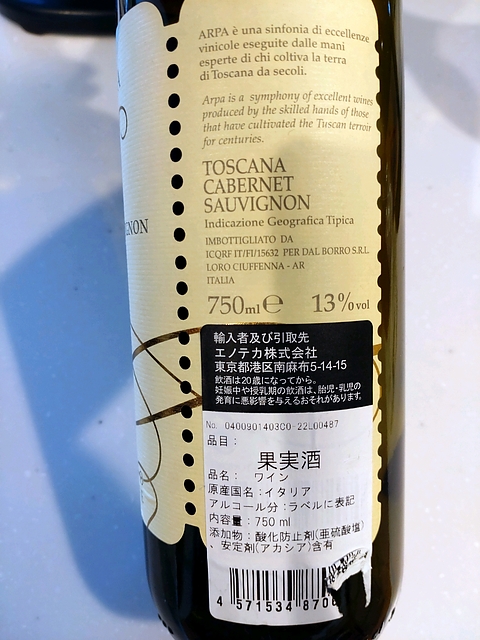 ARPA è una sinfonia di eccellenze
vinicole eseguite dalle mani
esperte di chi coltiva la terra
di Toscana da secoli.
Arpa is a symphony of excellent wines
produced by the skilled hands of those
that have cultivated the Tuscan terroir
for centuries.
TOSCANA
CABERNET
SAUVIGNON
Indicazione Geografica Tipica
IMBOTTIGLIATO DA
ICQRF IT/FI/15632 PER DAL BORRO S.R.L.
LORO CIUFFENNA - AR
ITALIA
750ml℮ 13%vol
輸入者及び引取先
エノテカ株式会社
東京都港区南麻布5-14-15
飲酒は20歳になってから。
妊娠中や授乳期の飲酒は、胎児・乳児の
発育に悪影響を与えるおそれがあります。
No. 0400901403C0-22L00487
品目：
果実酒
品名： ワイン
原産国名：イタリア
アルコール分：ラベルに表記
内容量：750 ml
添加物：酸化防止剤(亜硫酸塩)
、安定剤(アカシア)含有
4 571534 870